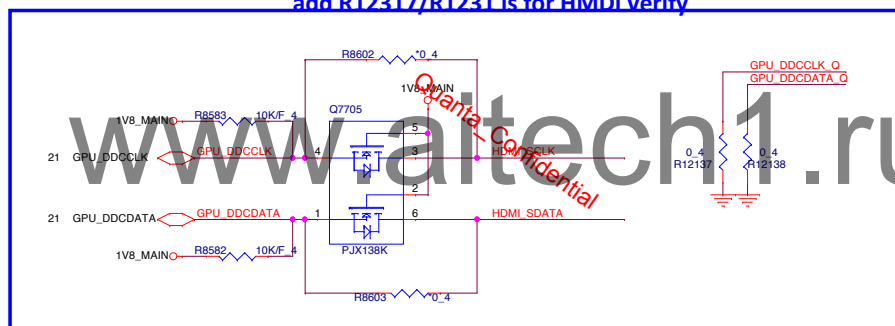 add R12317/R1231 is for HMDI verify
R8602
*0_4
1V8_MAIN
GPU_DDCCLK_Q
GPU_DDCDATA_Q
1V8_MAIN
R8583
10K/F_4
Q7705
5
21
GPU_DDCCLK
GPU_DDCCLK
4
3
HDMI_SCLK
0_4
R12137
0_4
R12138
2
21
GPU_DDCDATA
GPU_DDCDATA
1
6
HDMI_SDATA
1V8_MAIN
R8582
10K/F_4
PJX138K
R8603
*0_4
Quanta_Confidential
www.aitech1.ru